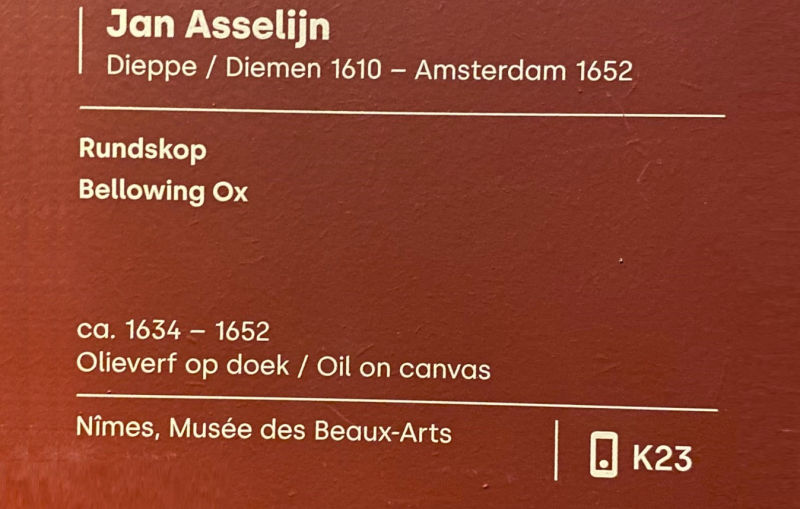 Jan Asselijn
Dieppe / Diemen 1610 – Amsterdam 1652
Rundskop
Bellowing Ox
ca. 1634 – 1652
Olieverf op doek / Oil on canvas
Nîmes, Musée des Beaux-Arts
K23